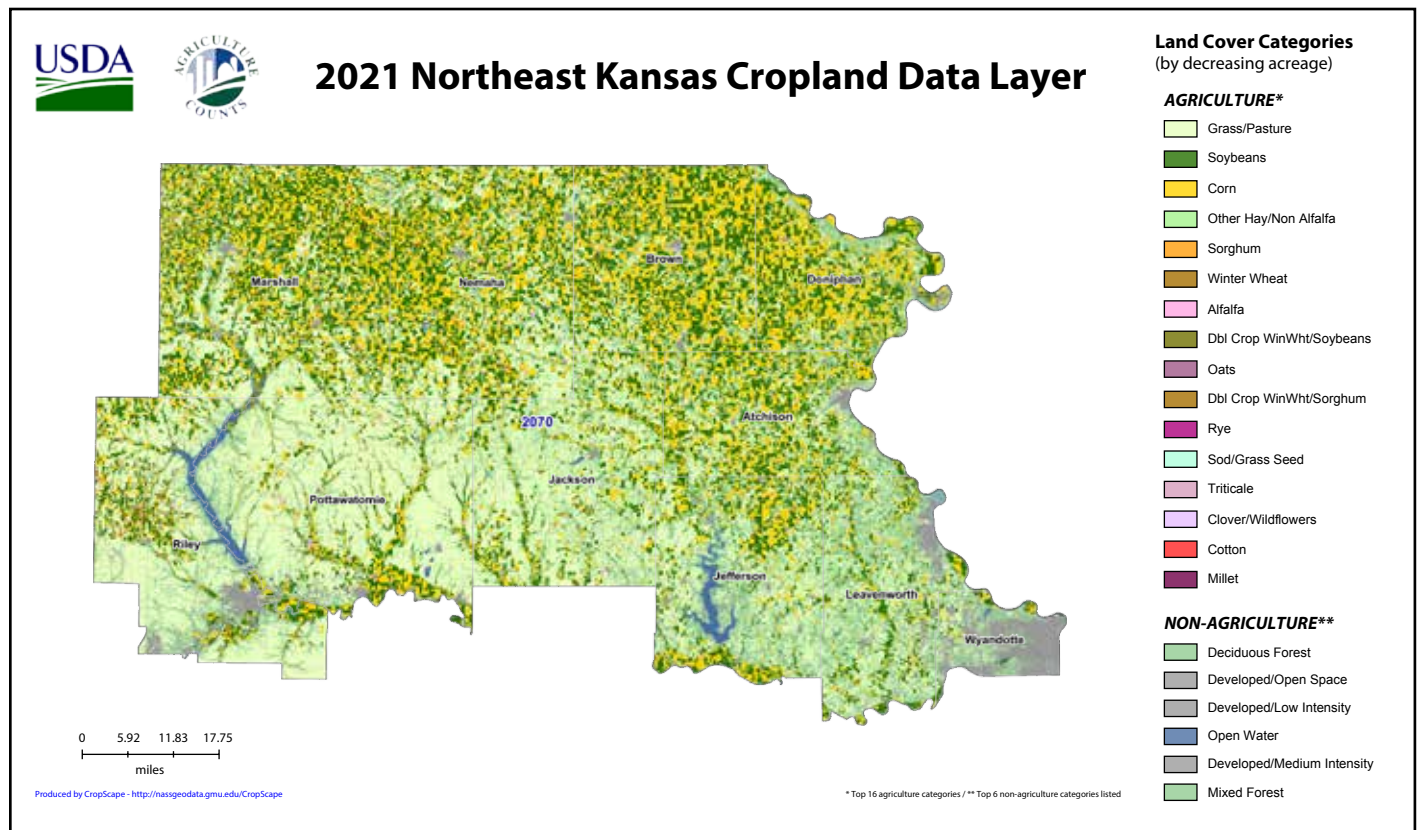 USDA
AGRICULTURE
COUNTS
2021 Northeast Kansas Cropland Data Layer
Land Cover Categories
(by decreasing acreage)
AGRICULTURE*
Grass/Pasture
Soybeans
Corn
Other Hay/Non Alfalfa
Sorghum
Winter Wheat
Alfalfa
Dbl Crop WinWht/Soybeans
Oats
Dbl Crop WinWht/Sorghum
Rye
Sod/Grass Seed
Triticale
Clover/Wildflowers
Cotton
Millet
NON-AGRICULTURE**
Deciduous Forest
Developed/Open Space
Developed/Low Intensity
Open Water
Developed/Medium Intensity
Mixed Forest
Marshall
Nemaha
Brown
Doniphan
2070
Atchison
Jackson
Pottawatomie
Riley
Jefferson
Leavenworth
Wyandotte
0 5.92 11.83 17.75
miles
Produced by CropScape - http://nassgeodata.gmu.edu/CropScape
* Top 16 agriculture categories / ** Top 6 non-agriculture categories listed